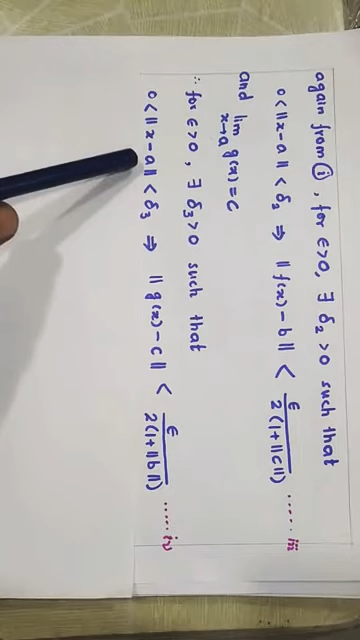 again from ⓘ, for ϵ>0, ∃ δ₂>0 such that
0<||x-a||<δ₂ ⇒ ||f(x)-b|| < ϵ/2(1+||c||) ...... iii
and lim x→a g(x)=c
∴ for ϵ>0, ∃ δ₃>0 such that
0<||x-a||<δ₃ ⇒ ||g(x)-c|| < ϵ/2(1+||b||) ...... iv